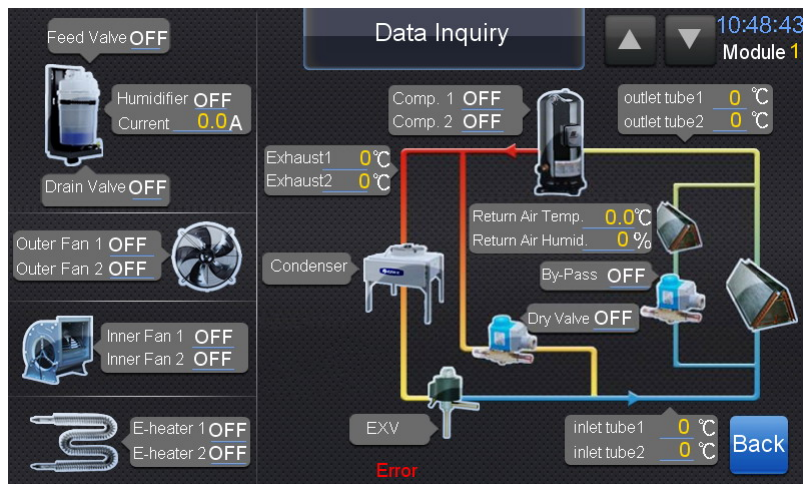 Data Inquiry
10:48:43
Module 1
Feed Valve OFF
Humidifier OFF
Current 0.0 A
Drain Valve OFF
Outer Fan 1 OFF
Outer Fan 2 OFF
Inner Fan 1 OFF
Inner Fan 2 OFF
E-heater 1 OFF
E-heater 2 OFF
Comp. 1 OFF
Comp. 2 OFF
outlet tube1 0 ℃
outlet tube2 0 ℃
Exhaust1 0℃
Exhaust2 0℃
Return Air Temp. 0.0℃
Return Air Humid. 0 %
Condenser
By-Pass OFF
Dry Valve OFF
EXV
inlet tube1 0 ℃
inlet tube2 0 ℃
Back
Error